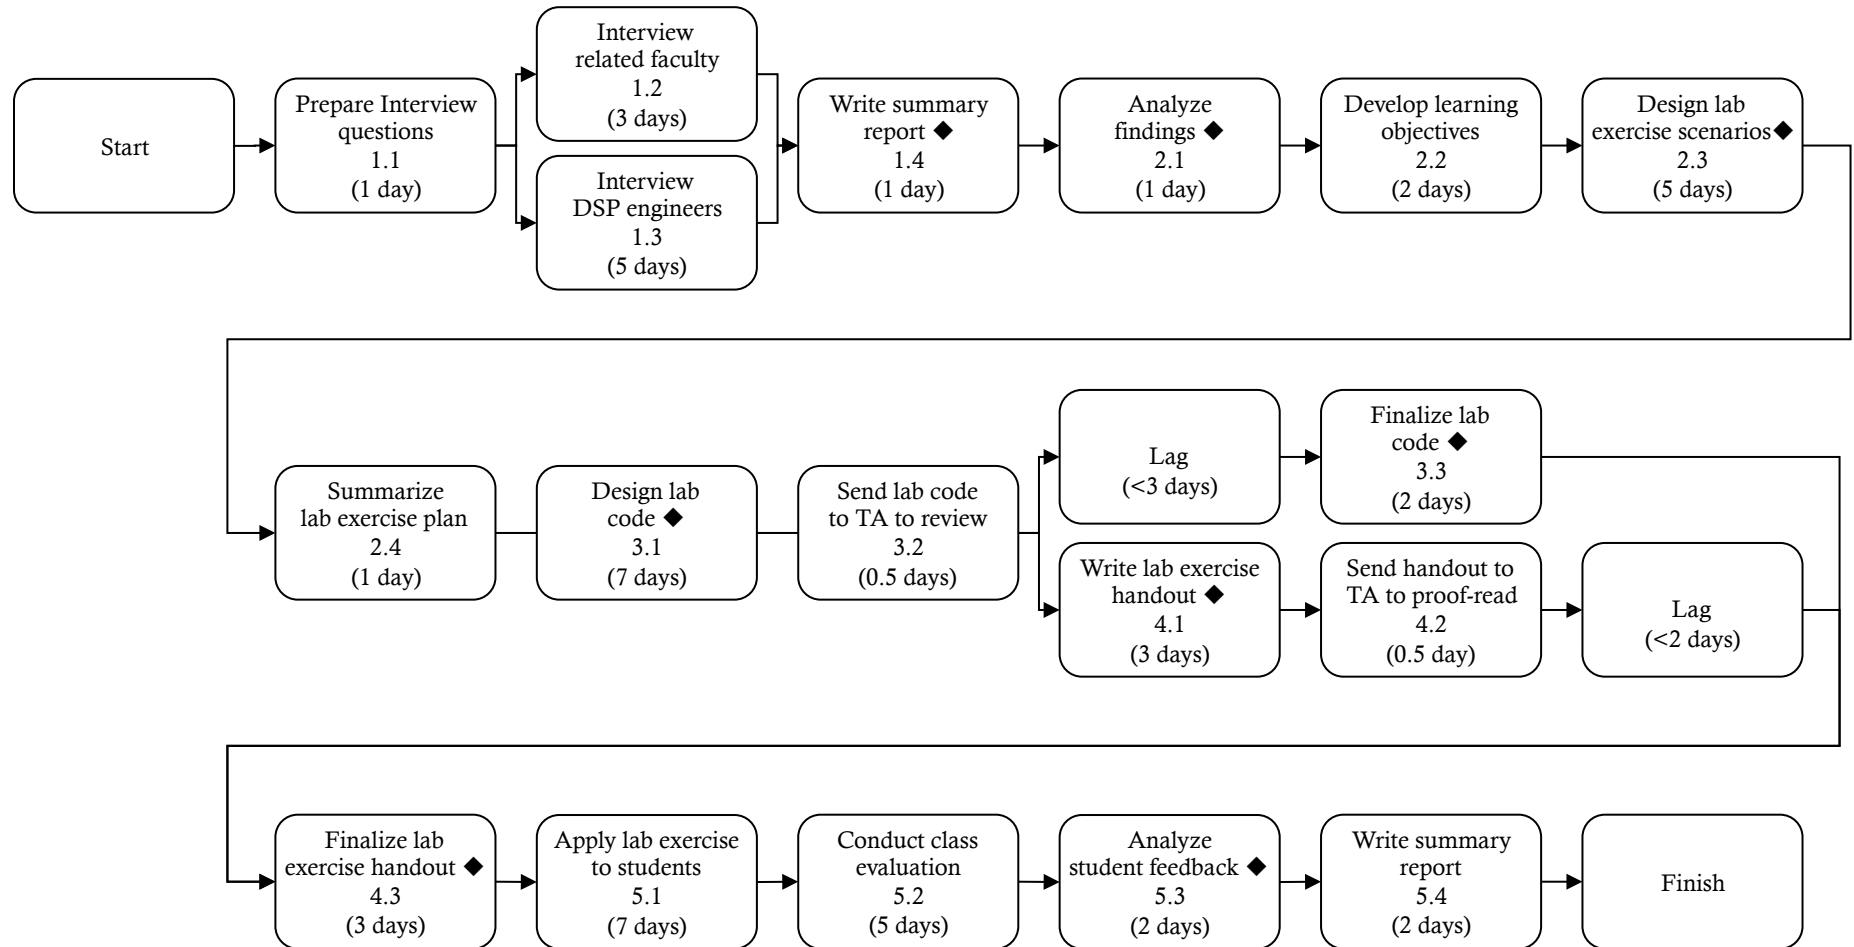 Start
Prepare Interview
questions
1.1
(1 day)
Interview
related faculty
1.2
(3 days)
Interview
DSP engineers
1.3
(5 days)
Write summary
report ◆
1.4
(1 day)
Analyze
findings ◆
2.1
(1 day)
Develop learning
objectives
2.2
(2 days)
Design lab
exercise scenarios◆
2.3
(5 days)
Summarize
lab exercise plan
2.4
(1 day)
Design lab
code ◆
3.1
(7 days)
Send lab code
to TA to review
3.2
(0.5 days)
Lag
(<3 days)
Finalize lab
code ◆
3.3
(2 days)
Write lab exercise
handout ◆
4.1
(3 days)
Send handout to
TA to proof-read
4.2
(0.5 day)
Lag
(<2 days)
Finalize lab
exercise handout ◆
4.3
(3 days)
Apply lab exercise
to students
5.1
(7 days)
Conduct class
evaluation
5.2
(5 days)
Analyze
student feedback ◆
5.3
(2 days)
Write summary
report
5.4
(2 days)
Finish